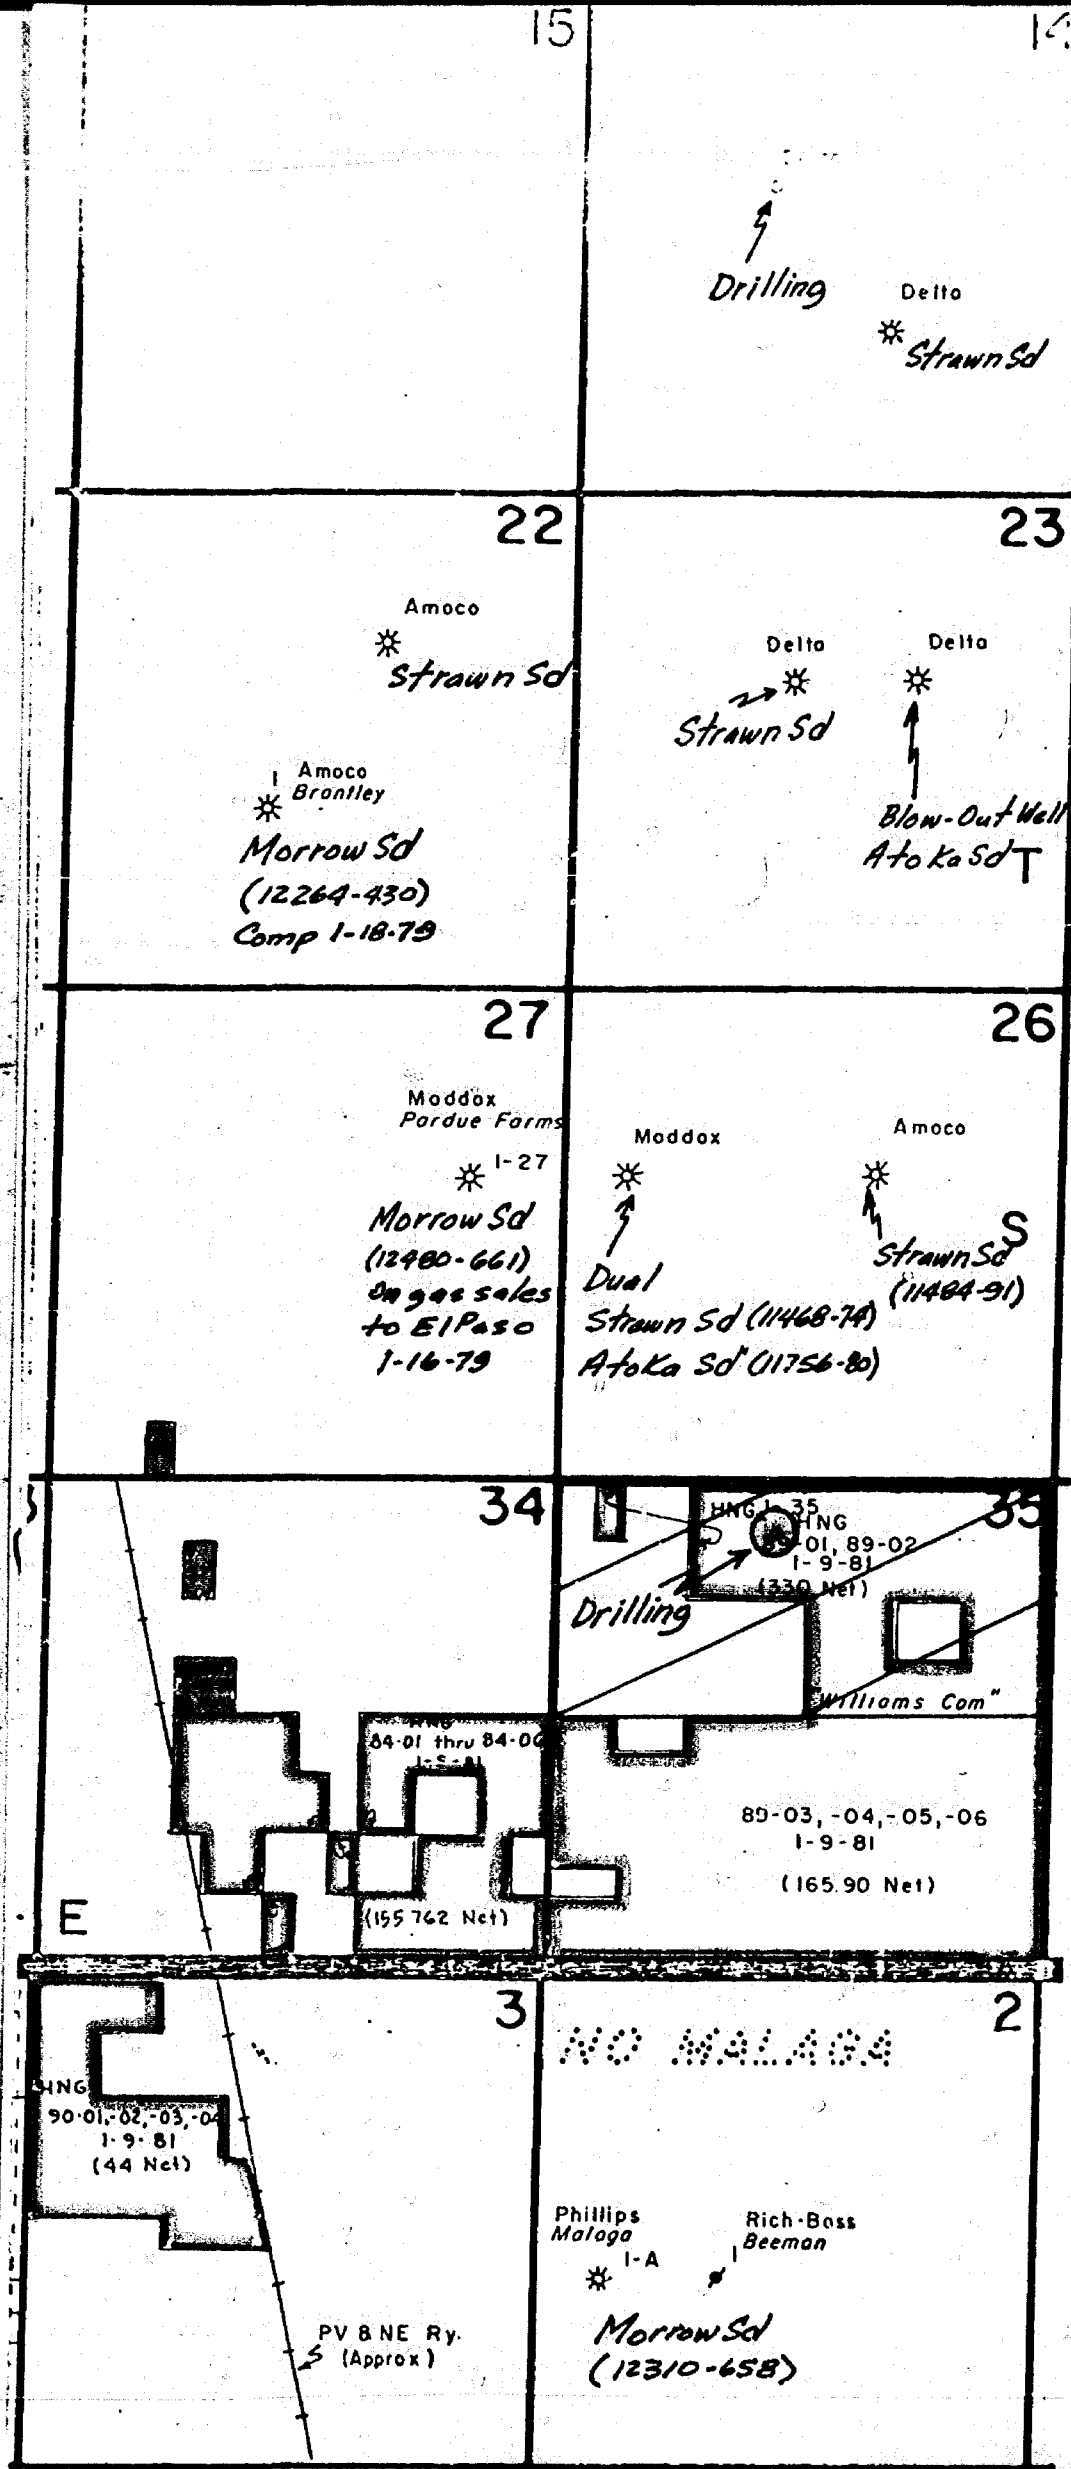 15
14
Drilling
Delta
Strawn Sd
22
23
Amoco
Strawn Sd
Delta
Delta
Strawn Sd
Blow-Out Well
Atoka Sd
T
1
Amoco
Brantley
Morrow Sd
(12264-430)
Comp 1-18-79
27
26
Maddox
Pardue Farms
1-27
Morrow Sd
(12480-661)
On gas sales
to El Paso
1-16-79
Maddox
Dual
Strawn Sd (11468-74)
Atoka Sd (11756-80)
Amoco
Strawn Sd
(11484-91)
S
34
35
HNG 1-35
HNG
89-01, 89-02
1-9-81
(330 Net)
Drilling
"Williams Com"
HNG
84-01 thru 84-06
1-5-81
(155.762 Net)
89-03, -04, -05, -06
1-9-81
(165.90 Net)
E
3
2
NO MALAGA
HNG
90-01,-02,-03,-04
1-9-81
(44 Net)
Phillips
Malaga
1-A
Morrow Sd
(12310-658)
Rich-Bass
Beeman
1
PV & NE Ry.
(Approx)